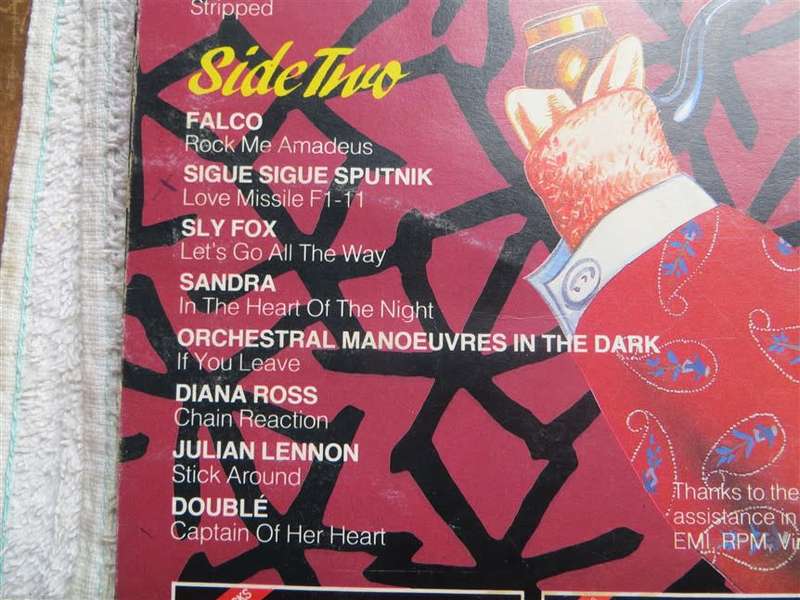 Stripped
Side Two
FALCO
Rock Me Amadeus
SIGUE SIGUE SPUTNIK
Love Missile F1-11
SLY FOX
Let's Go All The Way
SANDRA
In The Heart Of The Night
ORCHESTRAL MANOEUVRES IN THE DARK
If You Leave
DIANA ROSS
Chain Reaction
JULIAN LENNON
Stick Around
DOUBLÉ
Captain Of Her Heart
Thanks to the
assistance in
EMI, RPM,